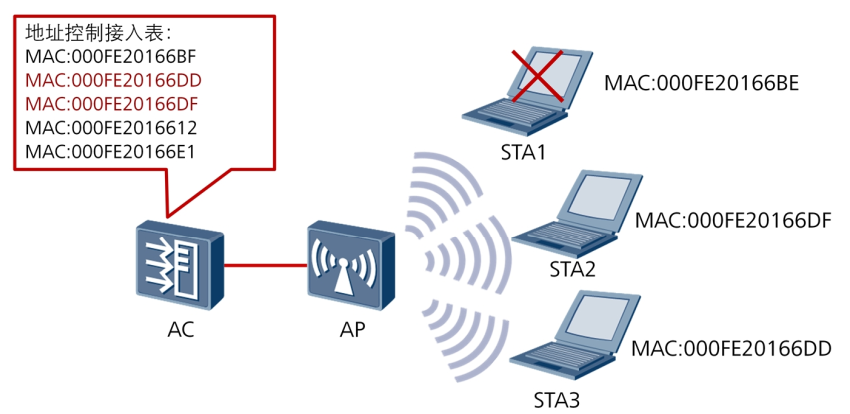 地址控制接入表:
MAC:000FE20166BF
MAC:000FE20166DD
MAC:000FE20166DF
MAC:000FE2016612
MAC:000FE20166E1
MAC:000FE20166BE
STA1
MAC:000FE20166DF
STA2
AC
AP
MAC:000FE20166DD
STA3